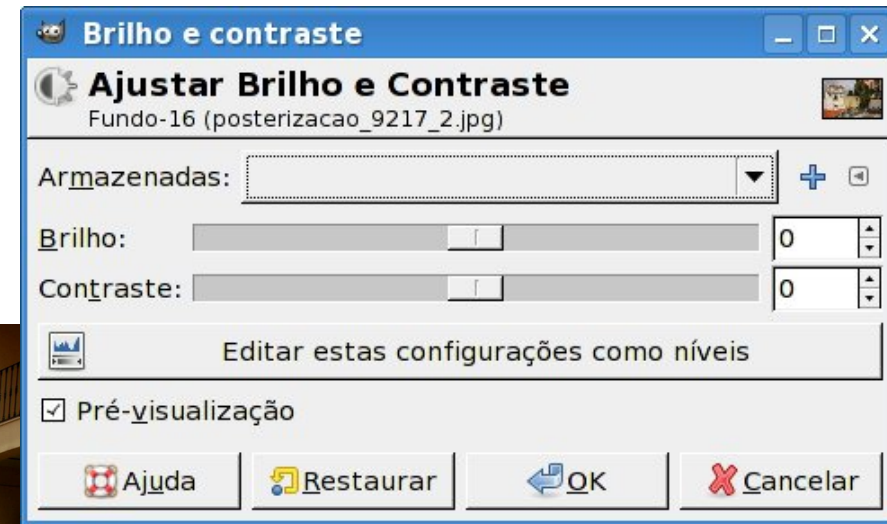 Brilho e contraste
Ajustar Brilho e Contraste
Fundo-16 (posterizacao_9217_2.jpg)
Armazenadas:
Brilho: 0
Contraste: 0
Editar estas configurações como níveis
Pré-visualização
Ajuda Restaurar OK Cancelar